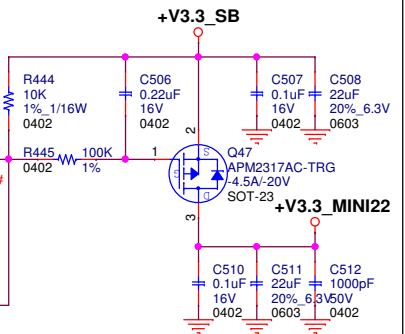 +V3.3_SB
R444
10K
1%_1/16W
0402
C506
0.22uF
16V
0402
C507
0.1uF
16V
0402
C508
22uF
20%_6.3V
0603
2
R445
0402
100K
1%
1
S
G
D
Q47
APM2317AC-TRG
-4.5A/-20V
SOT-23
3
+V3.3_MINI22
#
C510
0.1uF
16V
0402
C511
22uF
20%_6.3V
0603
C512
1000pF
50V
0402